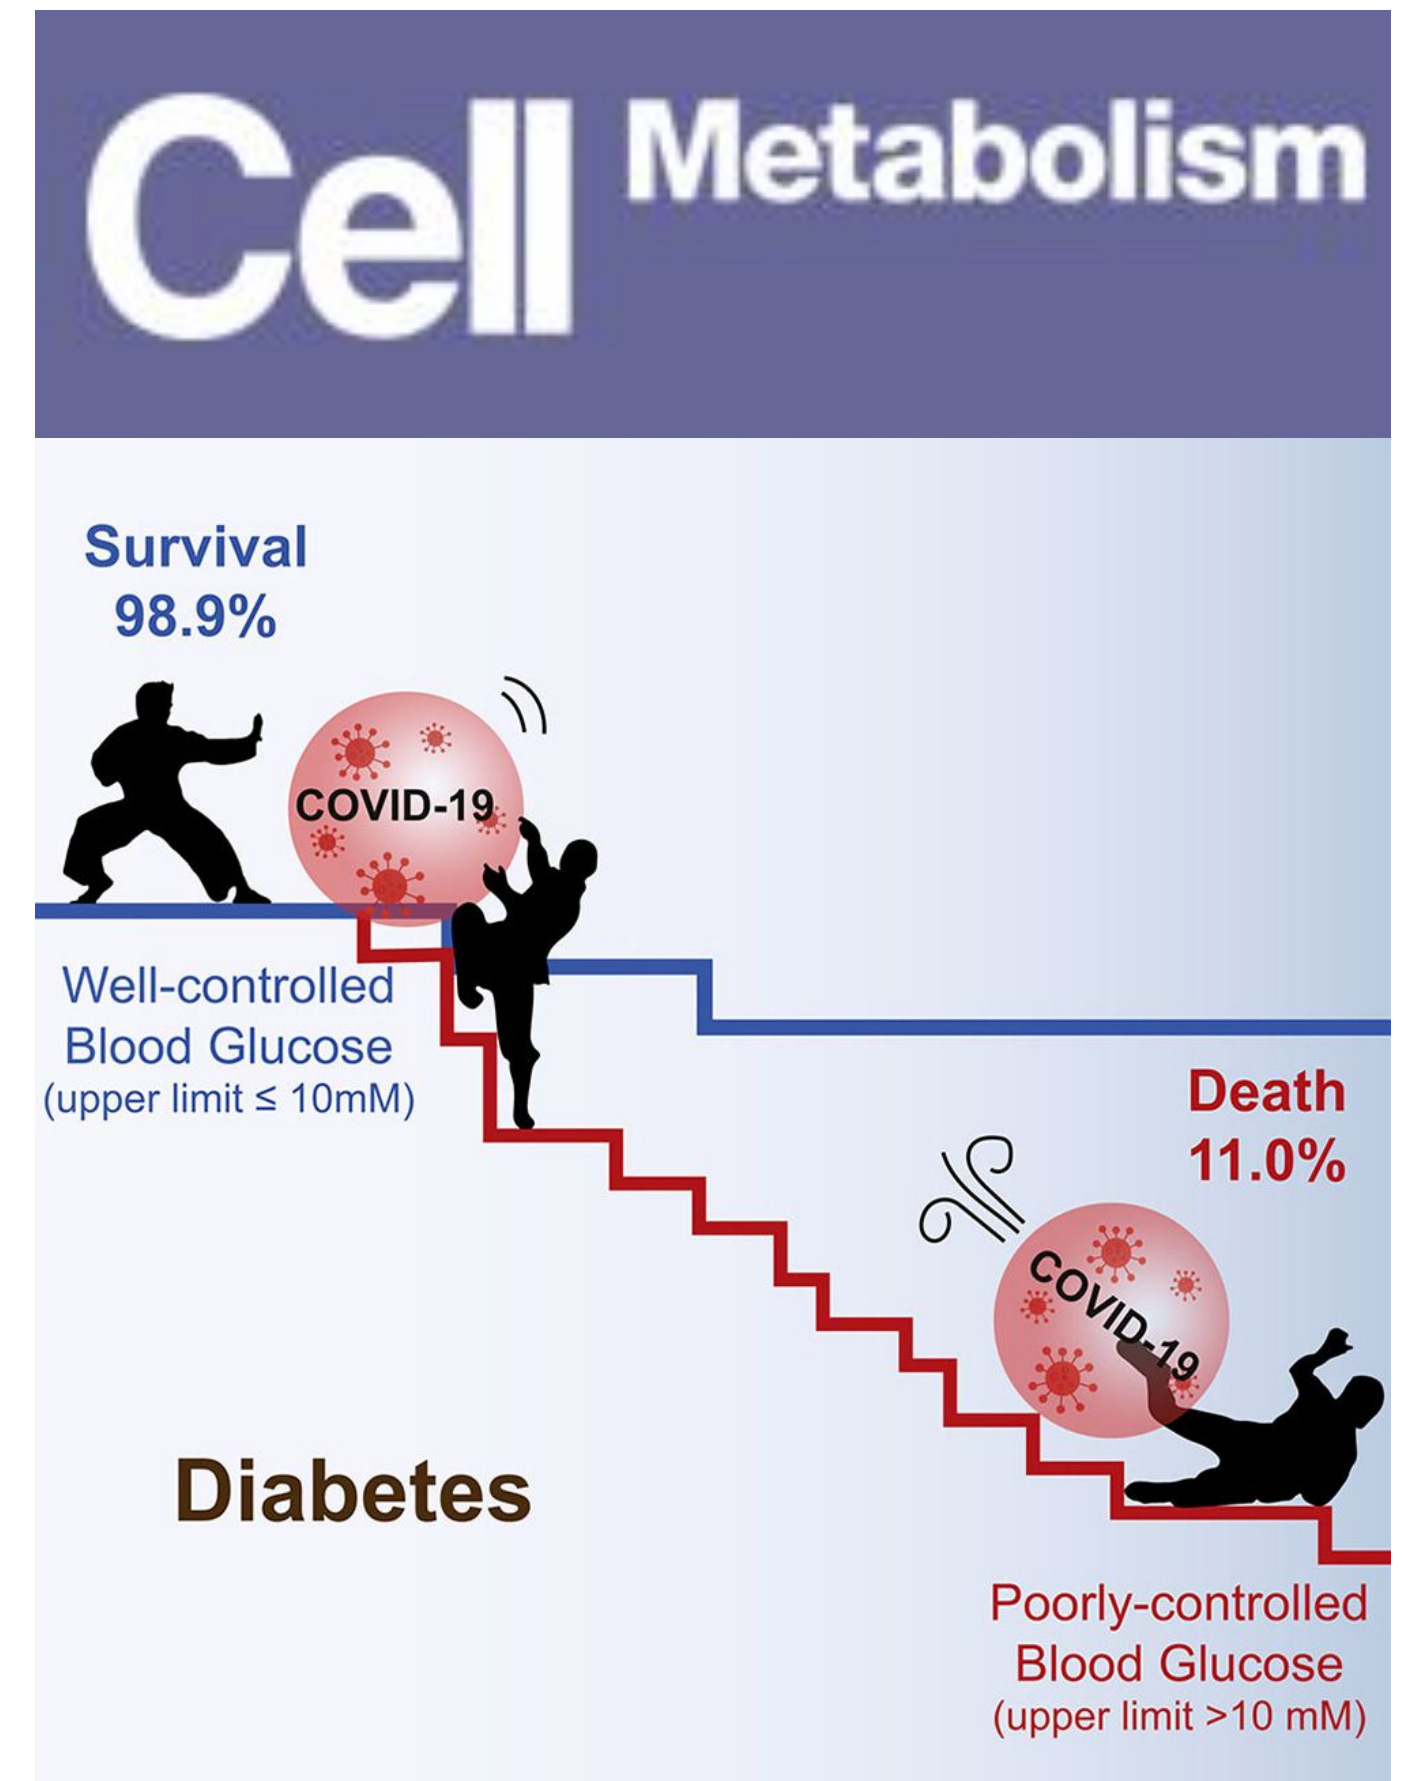 Cell Metabolism
Survival
98.9%
COVID-19
Well-controlled
Blood Glucose
(upper limit ≤ 10mM)
Death
11.0%
COVID-19
Diabetes
Poorly-controlled
Blood Glucose
(upper limit >10 mM)